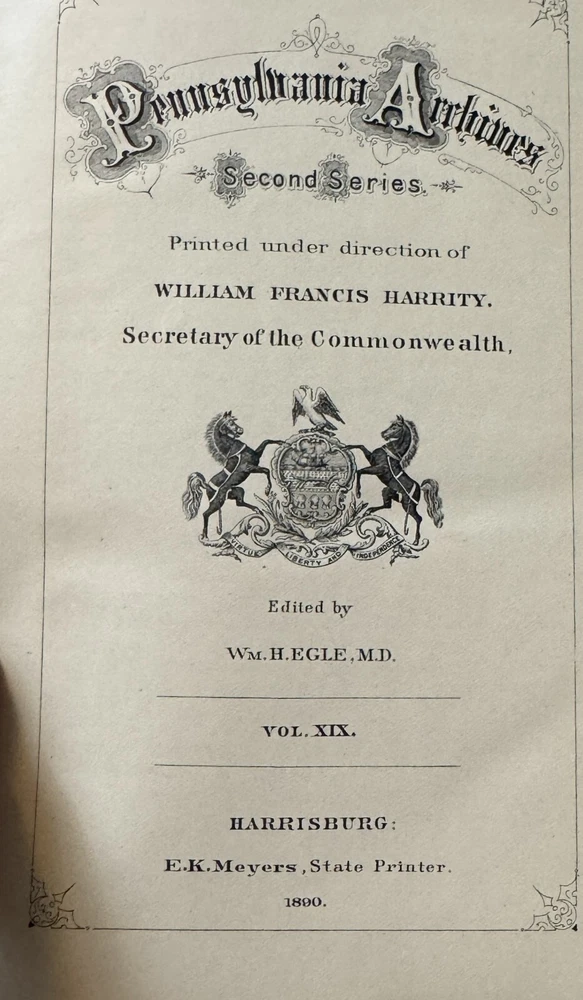 Pennsylvania Archives
Second Series.
Printed under direction of
WILLIAM FRANCIS HARRITY.
Secretary of the Commonwealth,
VIRTUE LIBERTY AND INDEPENDENCE
Edited by
WM. H. EGLE, M.D.
VOL. XIX.
HARRISBURG:
E.K. Meyers, State Printer.
1890.